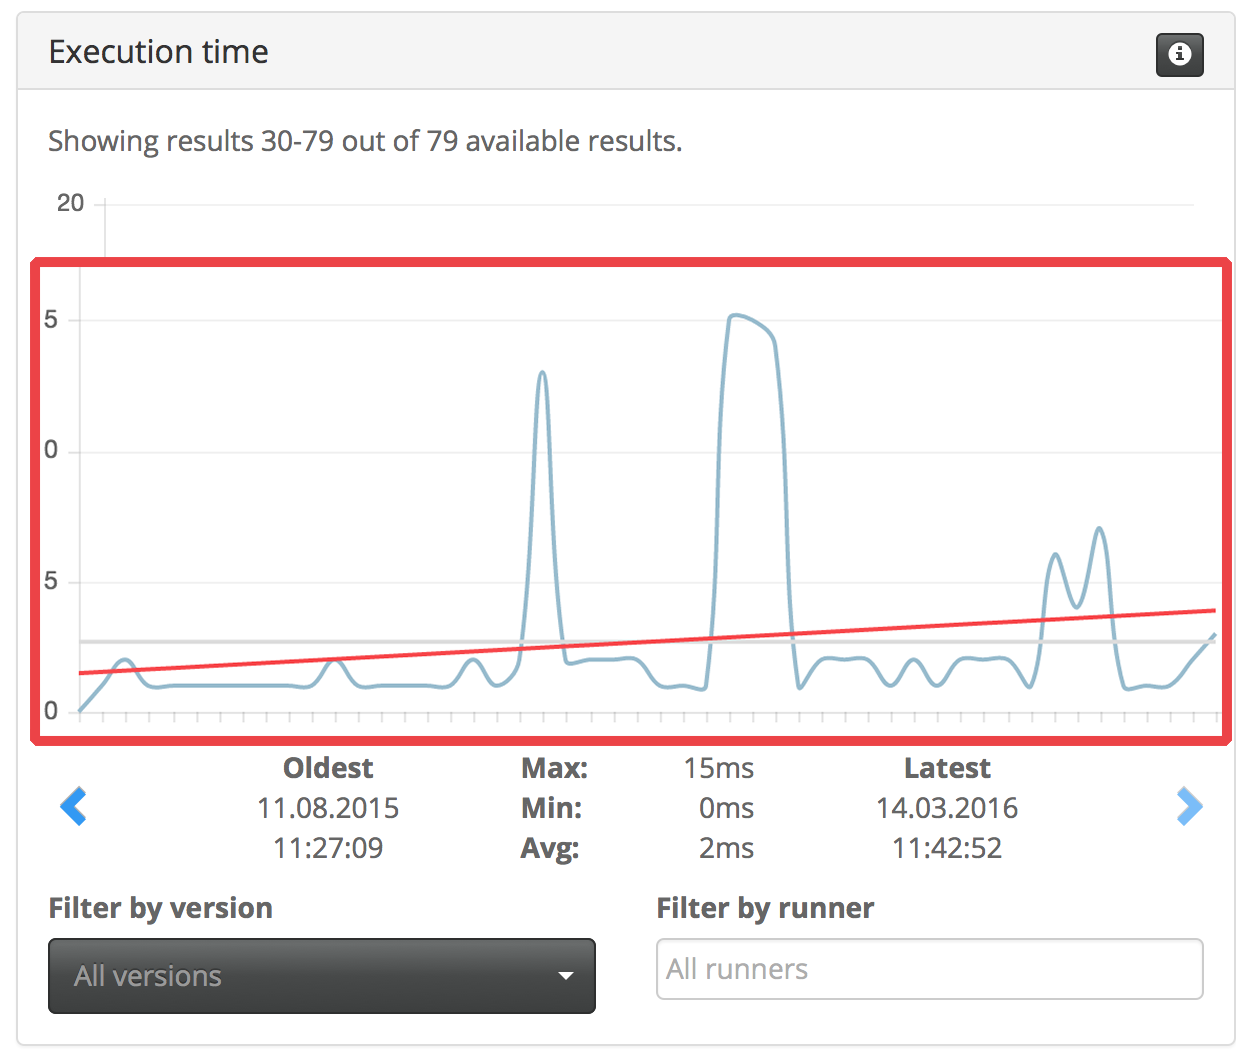 Execution time
Showing results 30-79 out of 79 available results.
20
5
0
5
0
Oldest Max: 15ms Latest
11.08.2015 Min: 0ms 14.03.2016
11:27:09 Avg: 2ms 11:42:52
Filter by version Filter by runner
All versions All runners